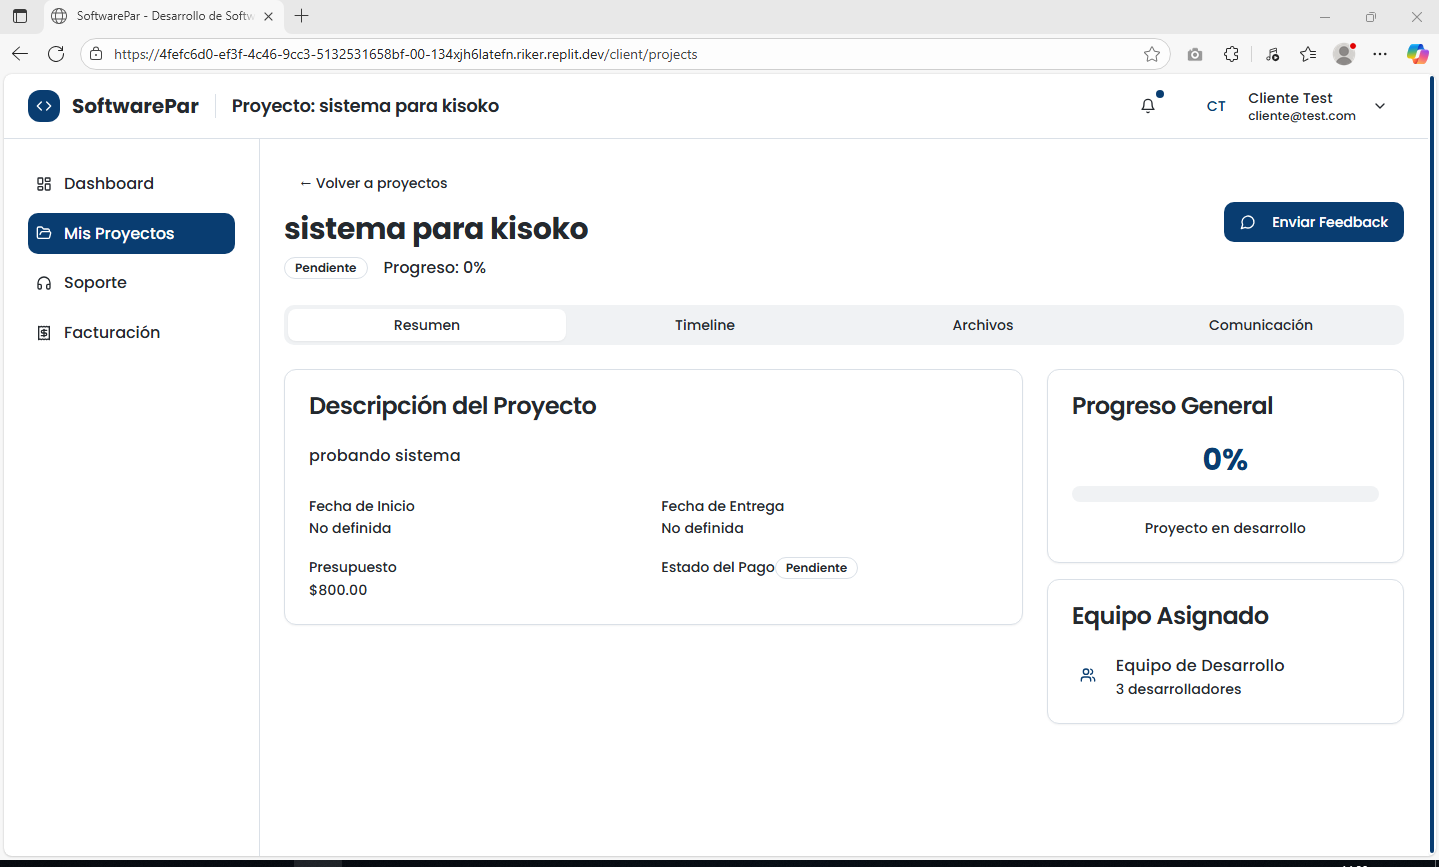 SoftwarePar - Desarrollo de Softw
https://4fefc6d0-ef3f-4c46-9cc3-5132531658bf-00-134xjh6latefn.riker.replit.dev/client/projects
SoftwarePar
Proyecto: sistema para kisoko
CT
Cliente Test
cliente@test.com
Dashboard
Mis Proyectos
Soporte
Facturación
← Volver a proyectos
sistema para kisoko
Enviar Feedback
Pendiente
Progreso: 0%
Resumen
Timeline
Archivos
Comunicación
Descripción del Proyecto
probando sistema
Fecha de Inicio
No definida
Fecha de Entrega
No definida
Presupuesto
$800.00
Estado del Pago
Pendiente
Progreso General
0%
Proyecto en desarrollo
Equipo Asignado
Equipo de Desarrollo
3 desarrolladores